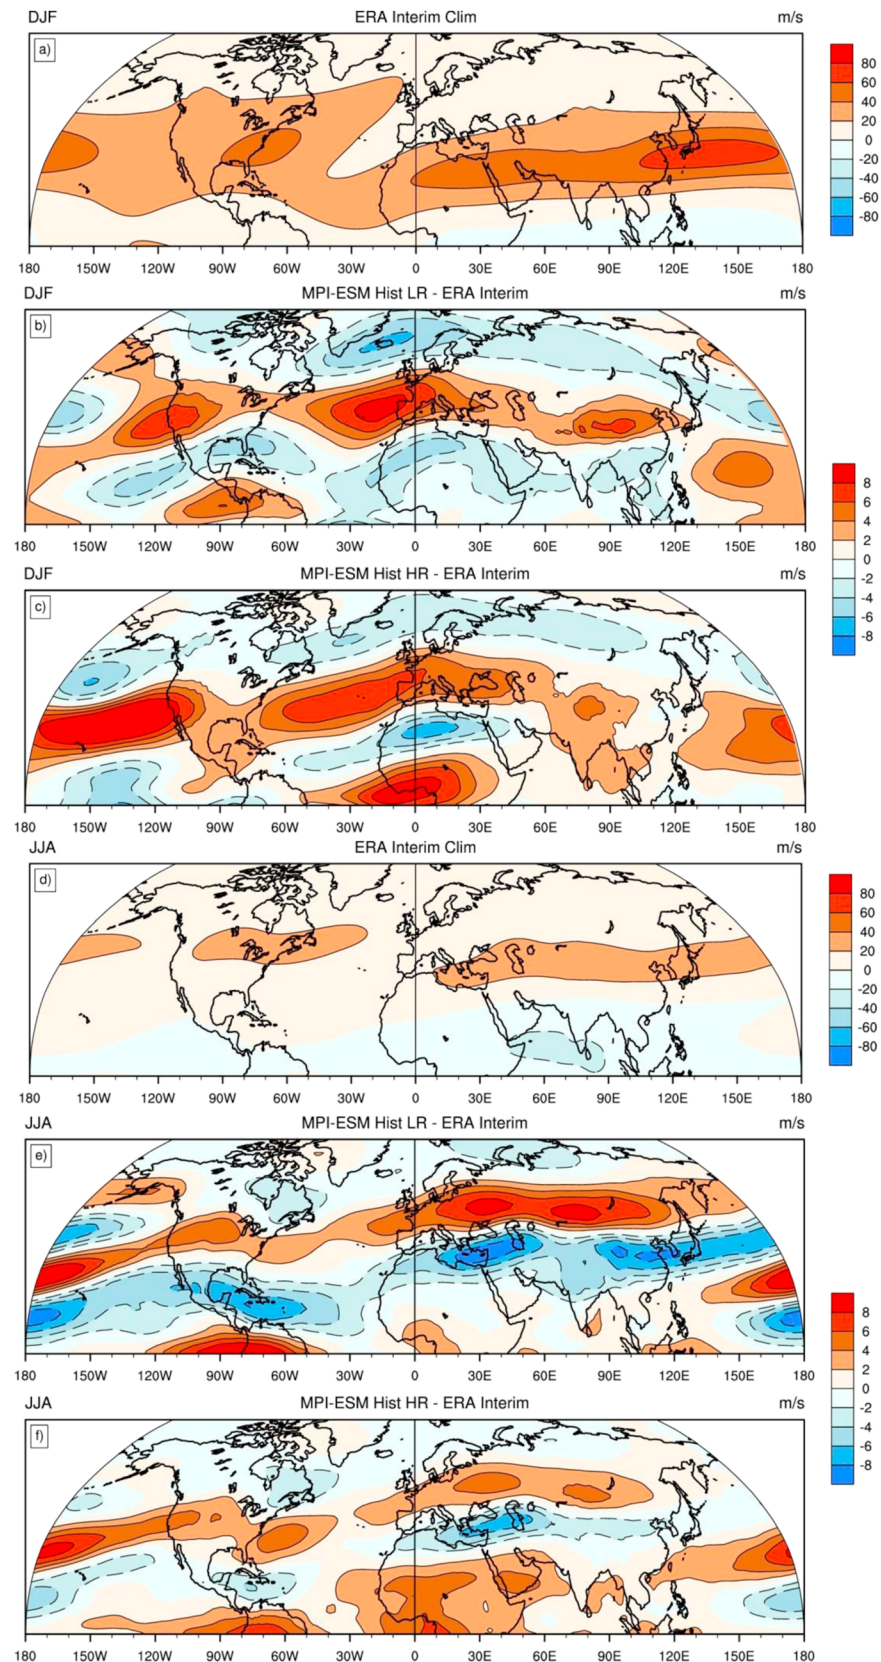 DJF ERA Interim Clim m/s
a)
80
60
40
20
0
-20
-40
-60
-80
180 150W 120W 90W 60W 30W 0 30E 60E 90E 120E 150E 180
DJF MPI-ESM Hist LR - ERA Interim m/s
b)
180 150W 120W 90W 60W 30W 0 30E 60E 90E 120E 150E 180
8
6
4
2
0
-2
-4
-6
-8
DJF MPI-ESM Hist HR - ERA Interim m/s
c)
180 150W 120W 90W 60W 30W 0 30E 60E 90E 120E 150E 180
JJA ERA Interim Clim m/s
d)
80
60
40
20
0
-20
-40
-60
-80
180 150W 120W 90W 60W 30W 0 30E 60E 90E 120E 150E 180
JJA MPI-ESM Hist LR - ERA Interim m/s
e)
180 150W 120W 90W 60W 30W 0 30E 60E 90E 120E 150E 180
8
6
4
2
0
-2
-4
-6
-8
JJA MPI-ESM Hist HR - ERA Interim m/s
f)
180 150W 120W 90W 60W 30W 0 30E 60E 90E 120E 150E 180